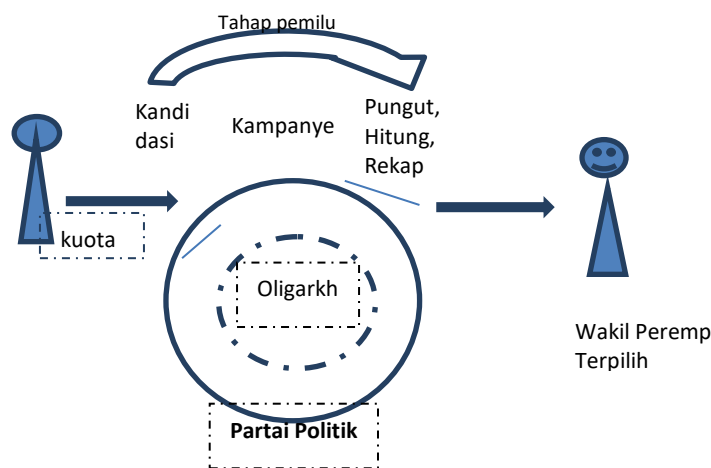 Tahap pemilu
Kandi
dasi
Kampanye
Pungut,
Hitung,
Rekap
kuota
Oligarkh
Wakil Peremp
Terpilih
Partai Politik